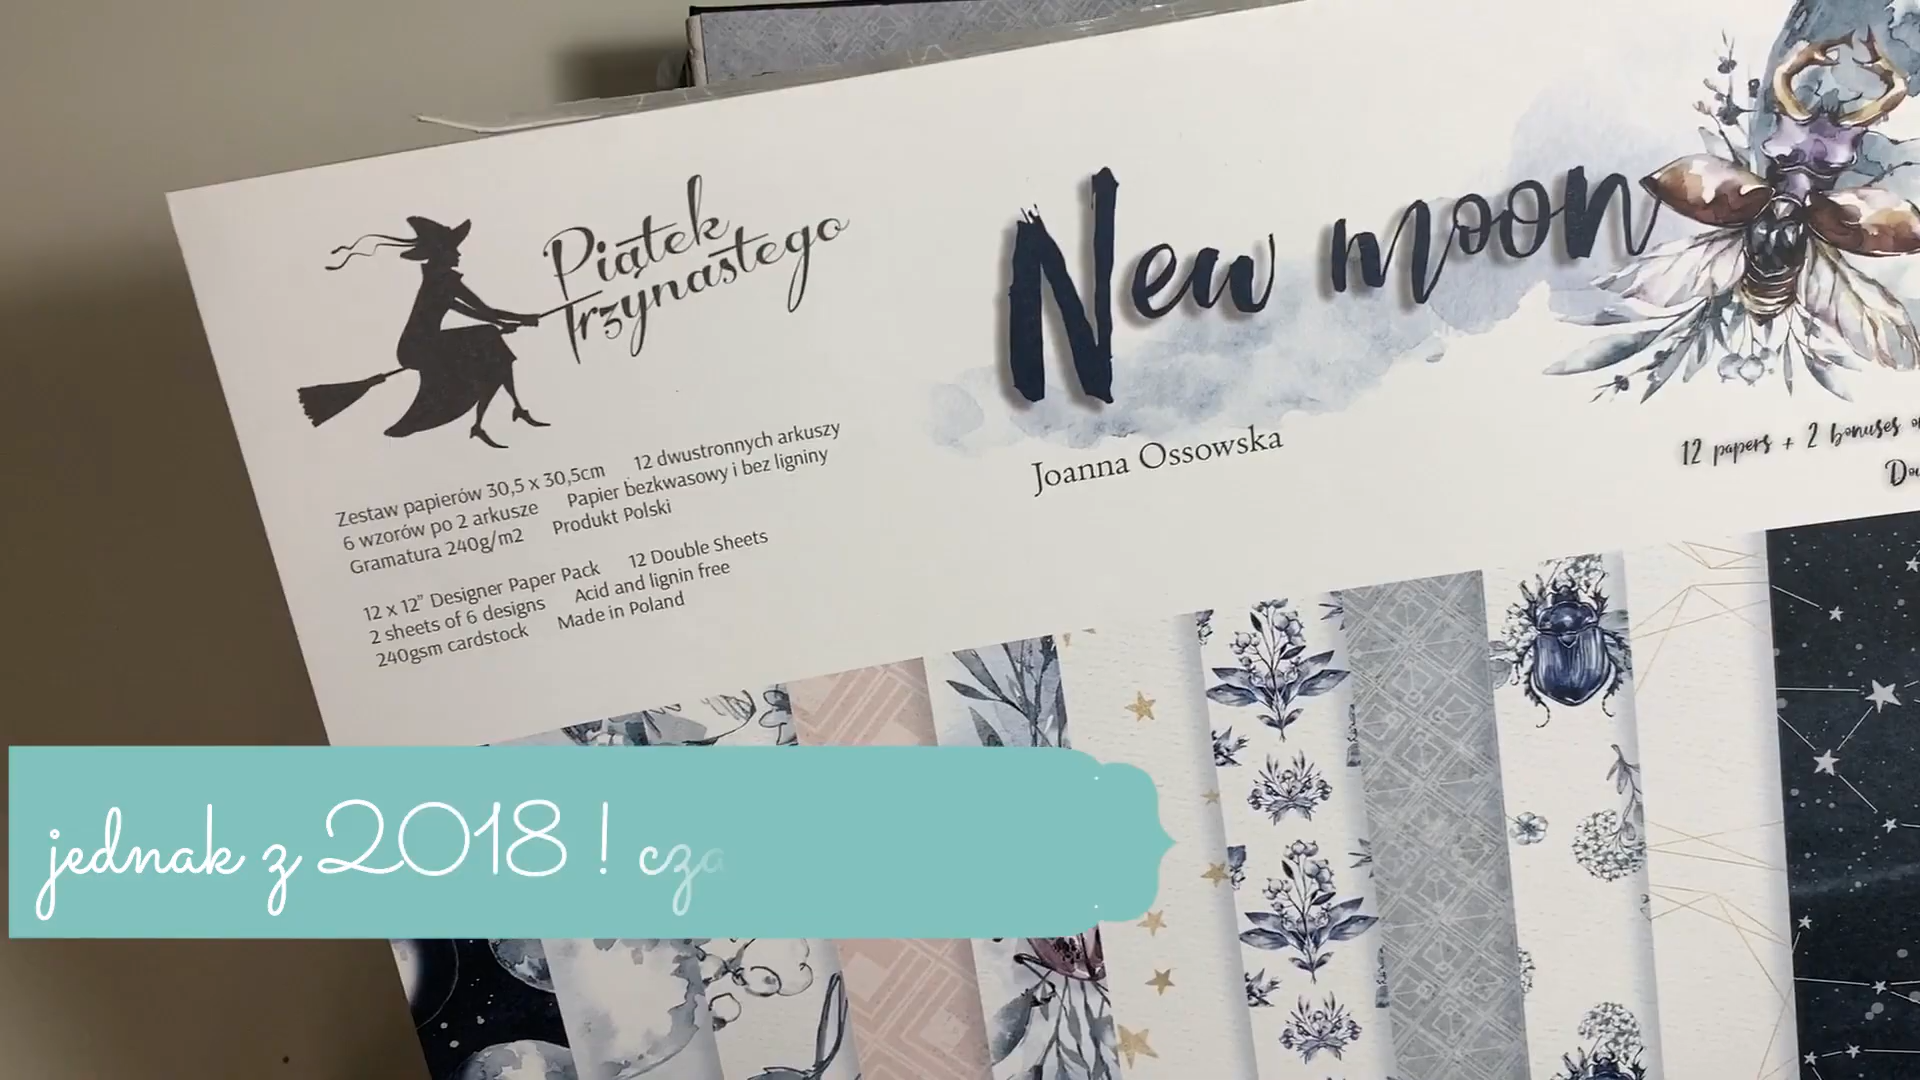 Piątek
Trzynastego
New moon
Joanna Ossowska
12 papers + 2 bonuses
Zestaw papierów 30,5 x 30,5cm 12 dwustronnych arkuszy
6 wzorów po 2 arkusze Papier bezkwasowy i bez ligniny
Gramatura 240g/m2 Produkt Polski
12 x 12" Designer Paper Pack 12 Double Sheets
2 sheets of 6 designs Acid and lignin free
240gsm cardstock Made in Poland
jednak z 2018 ! cza